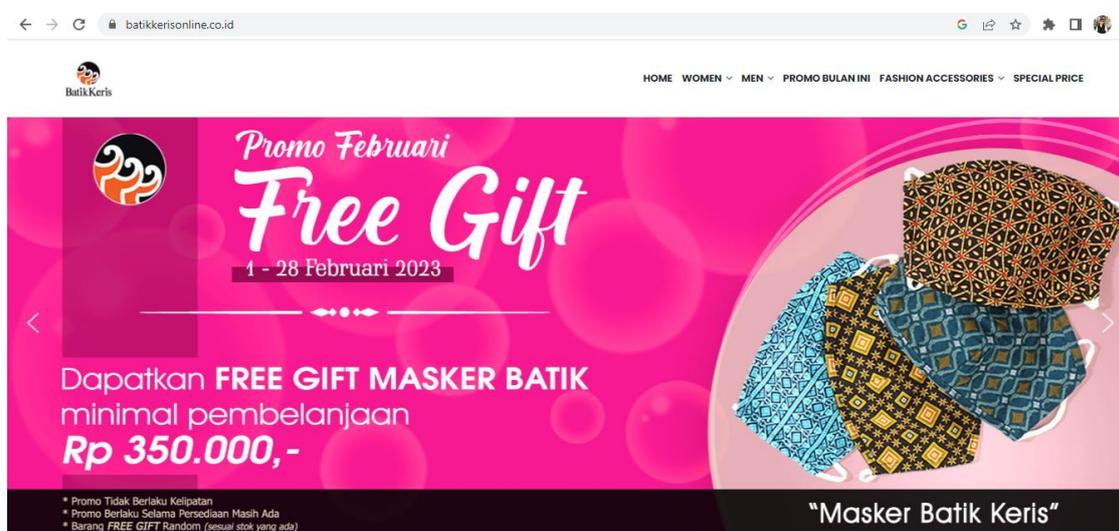 batikkerisonline.co.id
BatikKeris
HOME WOMEN MEN PROMO BULAN INI FASHION ACCESSORIES SPECIAL PRICE
Promo Februari
Free Gift
1 - 28 Februari 2023
Dapatkan FREE GIFT MASKER BATIK
minimal pembelanjaan
Rp 350.000,-
* Promo Tidak Berlaku Kelipatan
* Promo Berlaku Selama Persediaan Masih Ada
* Barang FREE GIFT Random (sesuai stok yang ada)
"Masker Batik Keris"